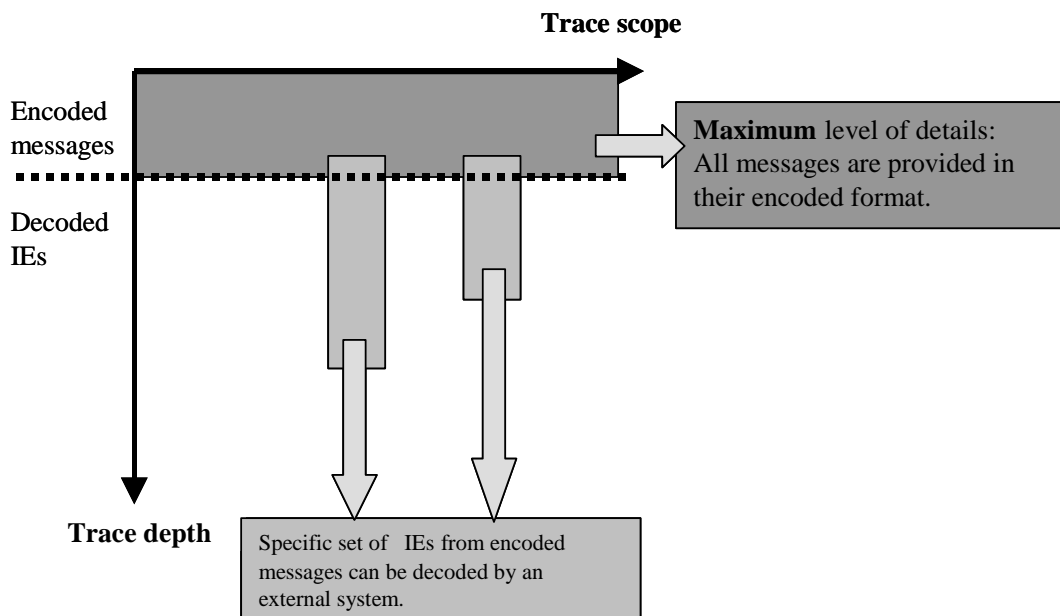 Trace scope
Encoded
messages
Maximum level of details:
All messages are provided in
their encoded format.
Decoded
IEs
Trace depth
Specific set of IEs from encoded
messages can be decoded by an
external system.